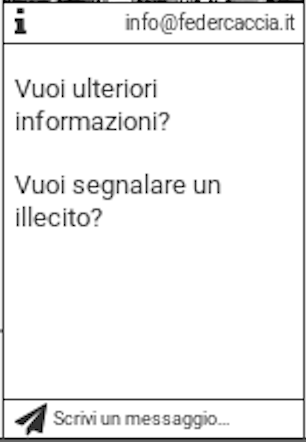 info@federcaccia.it
Vuoi ulteriori
informazioni?
Vuoi segnalare un
illecito?
Scrivi un messaggio...